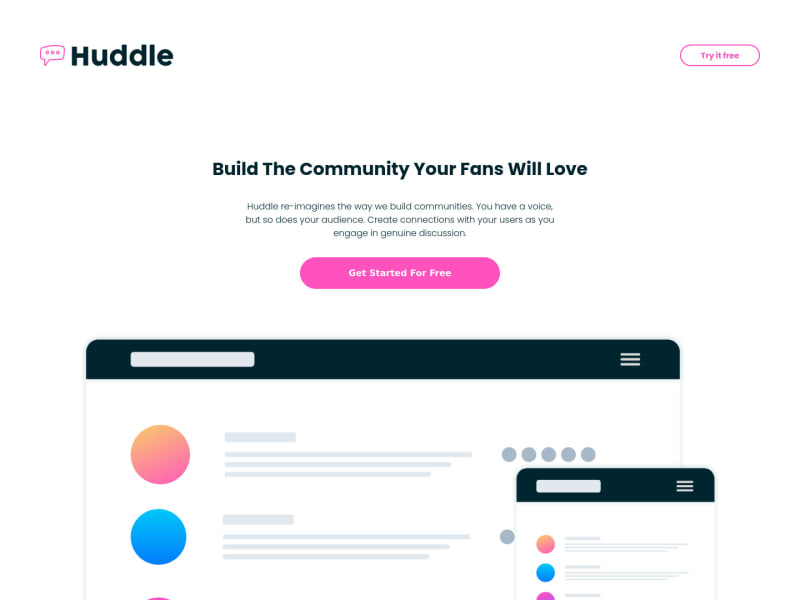 Huddle
Try it free
Build The Community Your Fans Will Love
Huddle re-imagines the way we build communities. You have a voice,
but so does your audience. Create connections with your users as you
engage in genuine discussion.
Get Started For Free